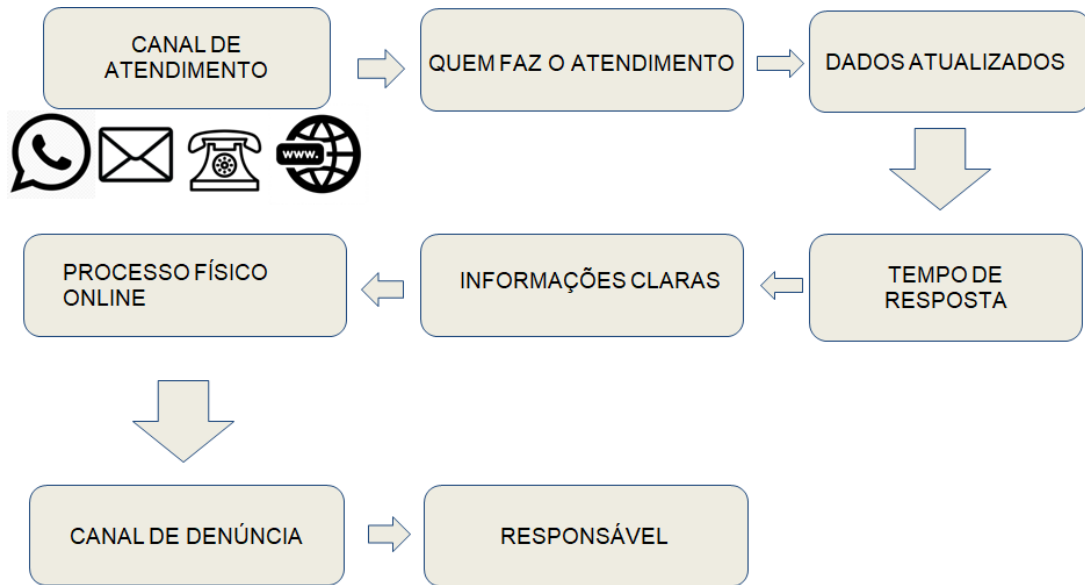 CANAL DE
ATENDIMENTO
QUEM FAZ O ATENDIMENTO
DADOS ATUALIZADOS
WWW.
TEMPO DE
RESPOSTA
INFORMAÇÕES CLARAS
PROCESSO FÍSICO
ONLINE
CANAL DE DENÚNCIA
RESPONSÁVEL